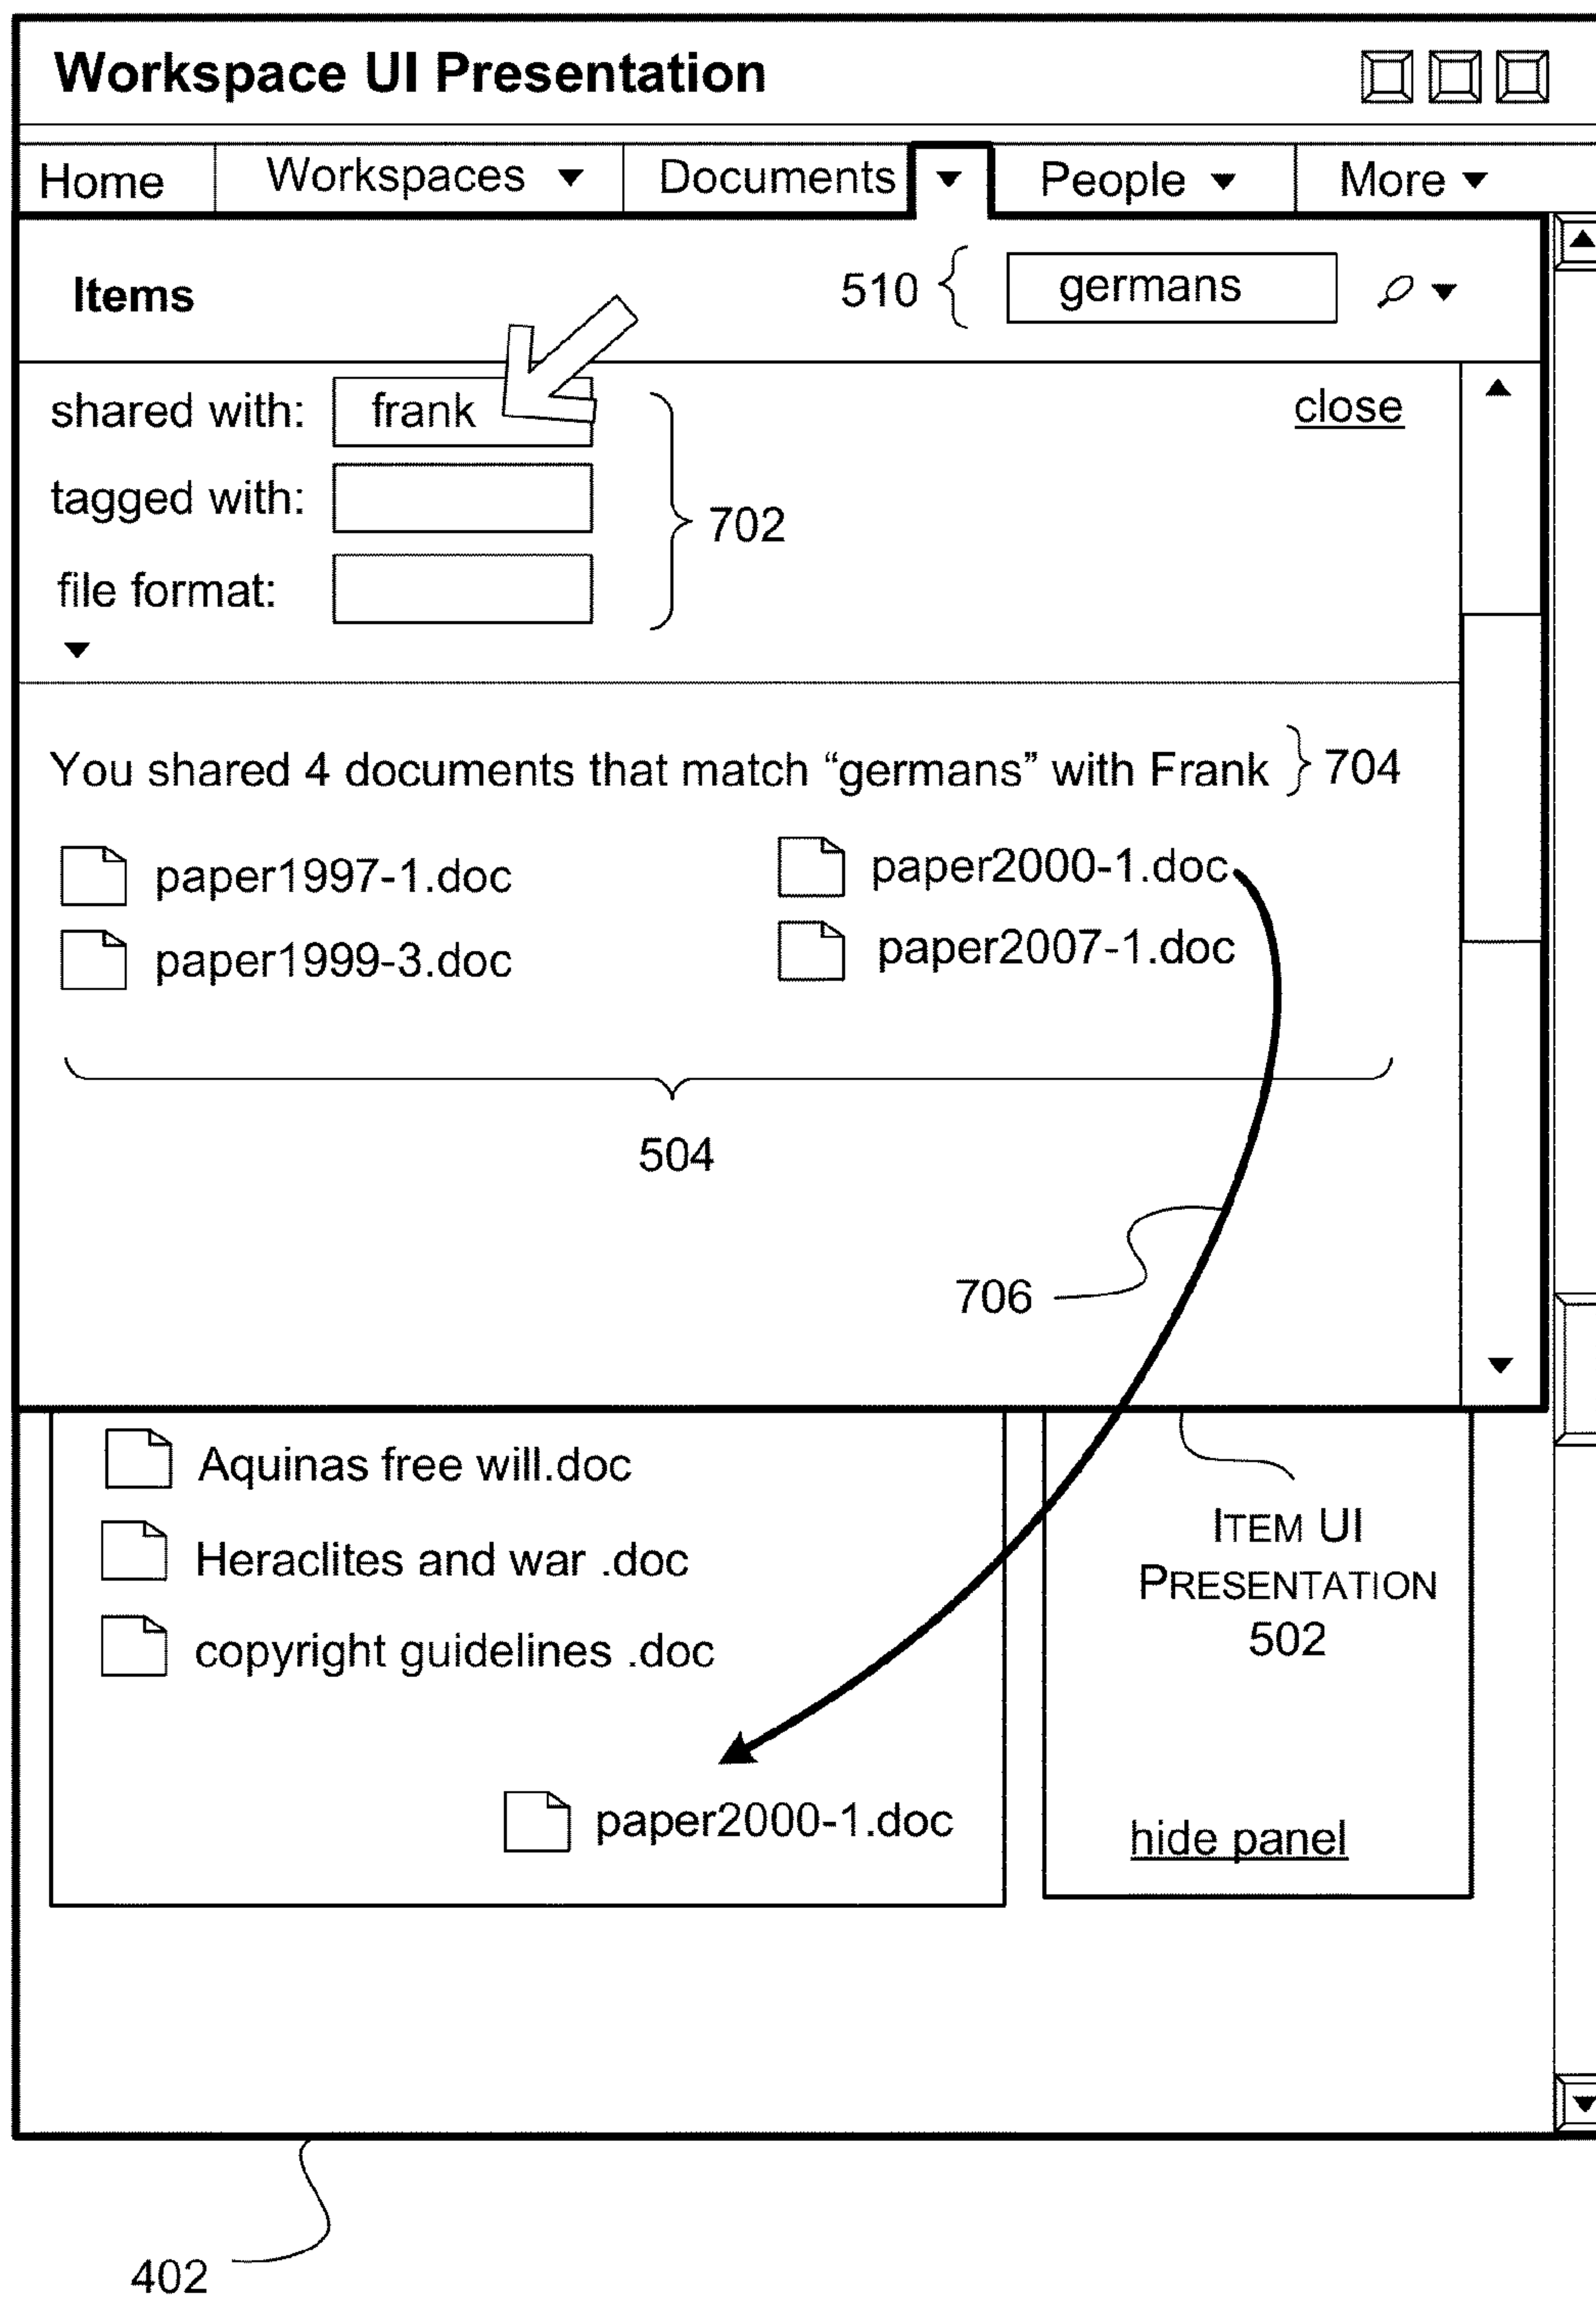 Workspace UI Presentation
Home Workspaces Documents People More
Items 510 germans
shared with: frank close
tagged with:
702
file format:
You shared 4 documents that match “germans” with Frank 704
paper1997-1.doc paper2000-1.doc
paper1999-3.doc paper2007-1.doc
504
706
Aquinas free will.doc
Heraclites and war .doc
copyright guidelines .doc
paper2000-1.doc
ITEM UI
PRESENTATION
502
hide panel
402